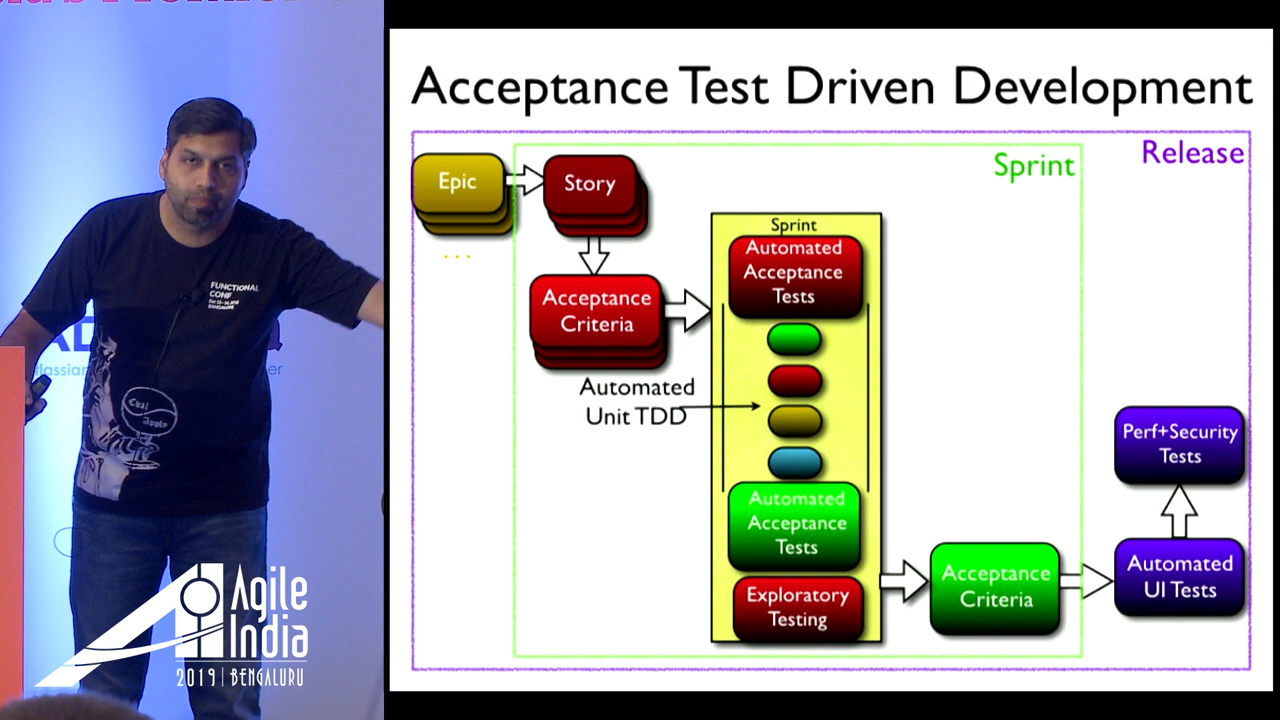 Acceptance Test Driven Development
Release
Sprint
Epic
Story
. . .
Acceptance
Criteria
Sprint
Automated
Acceptance
Tests
Automated
Unit TDD
Automated
Acceptance
Tests
Exploratory
Testing
Acceptance
Criteria
Perf+Security
Tests
Automated
UI Tests
FUNCTIONAL
CONF
Agile
India
2019 | BENGALURU